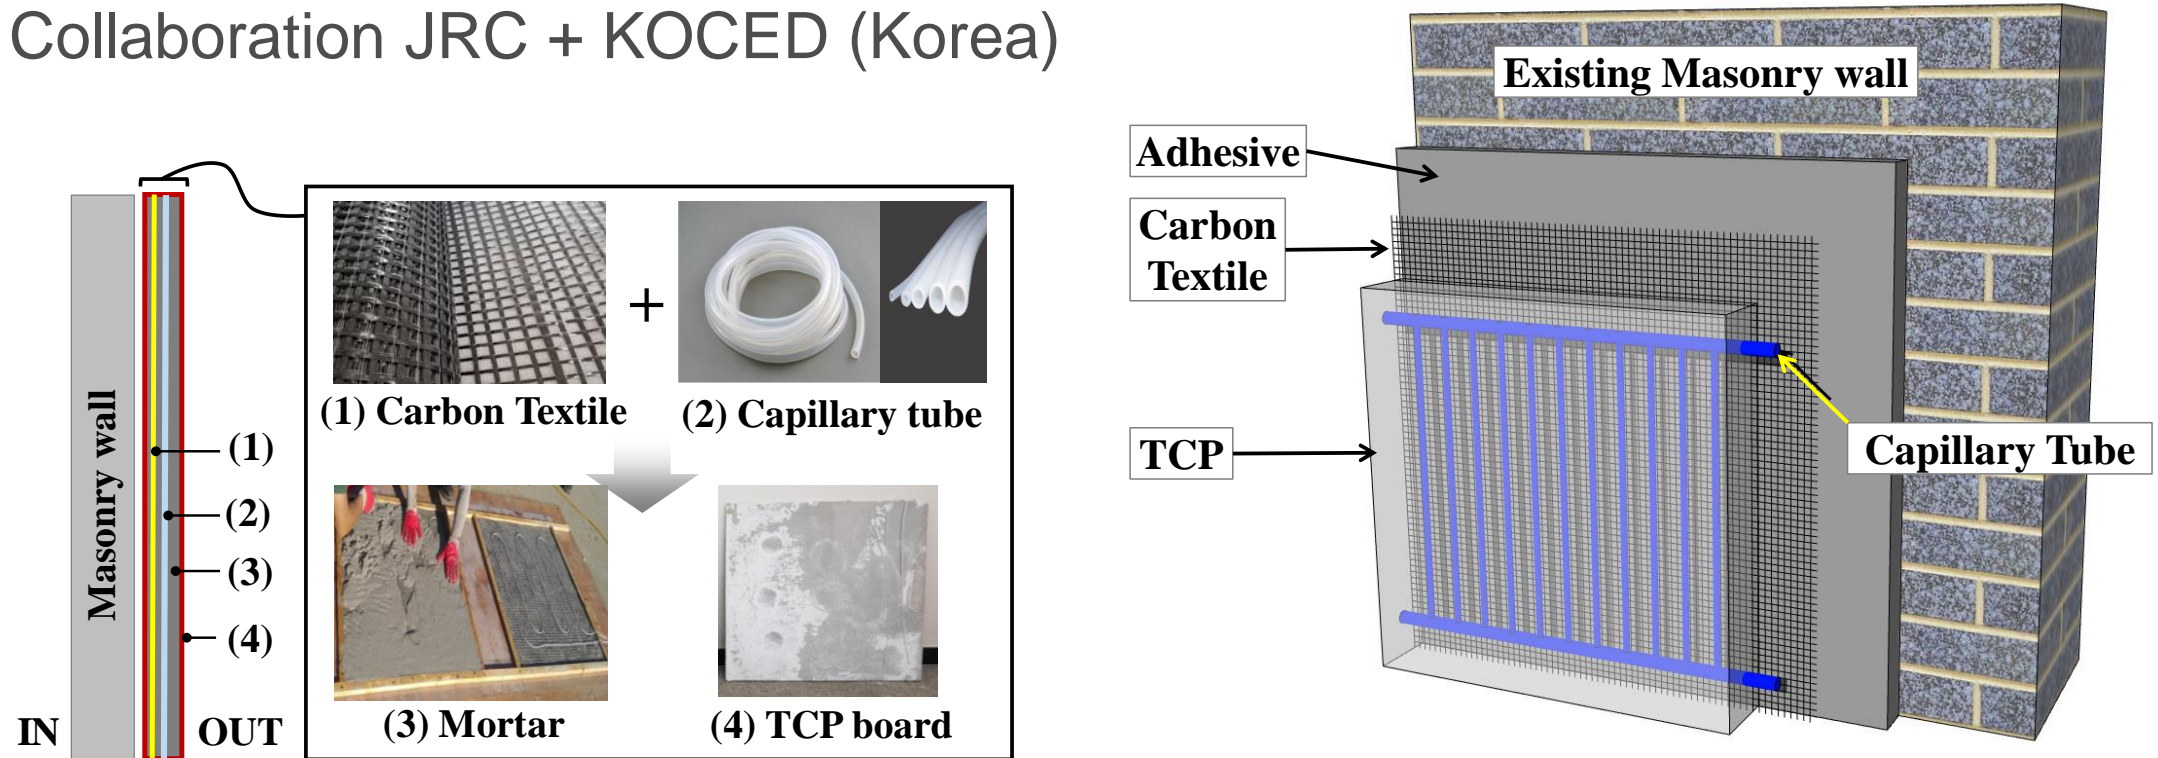 Collaboration JRC + KOCED (Korea)
Masonry wall
(1)
(2)
(3)
(4)
IN
OUT
+
(1) Carbon Textile
(2) Capillary tube
(3) Mortar
(4) TCP board
Existing Masonry wall
Adhesive
Carbon
Textile
TCP
Capillary Tube